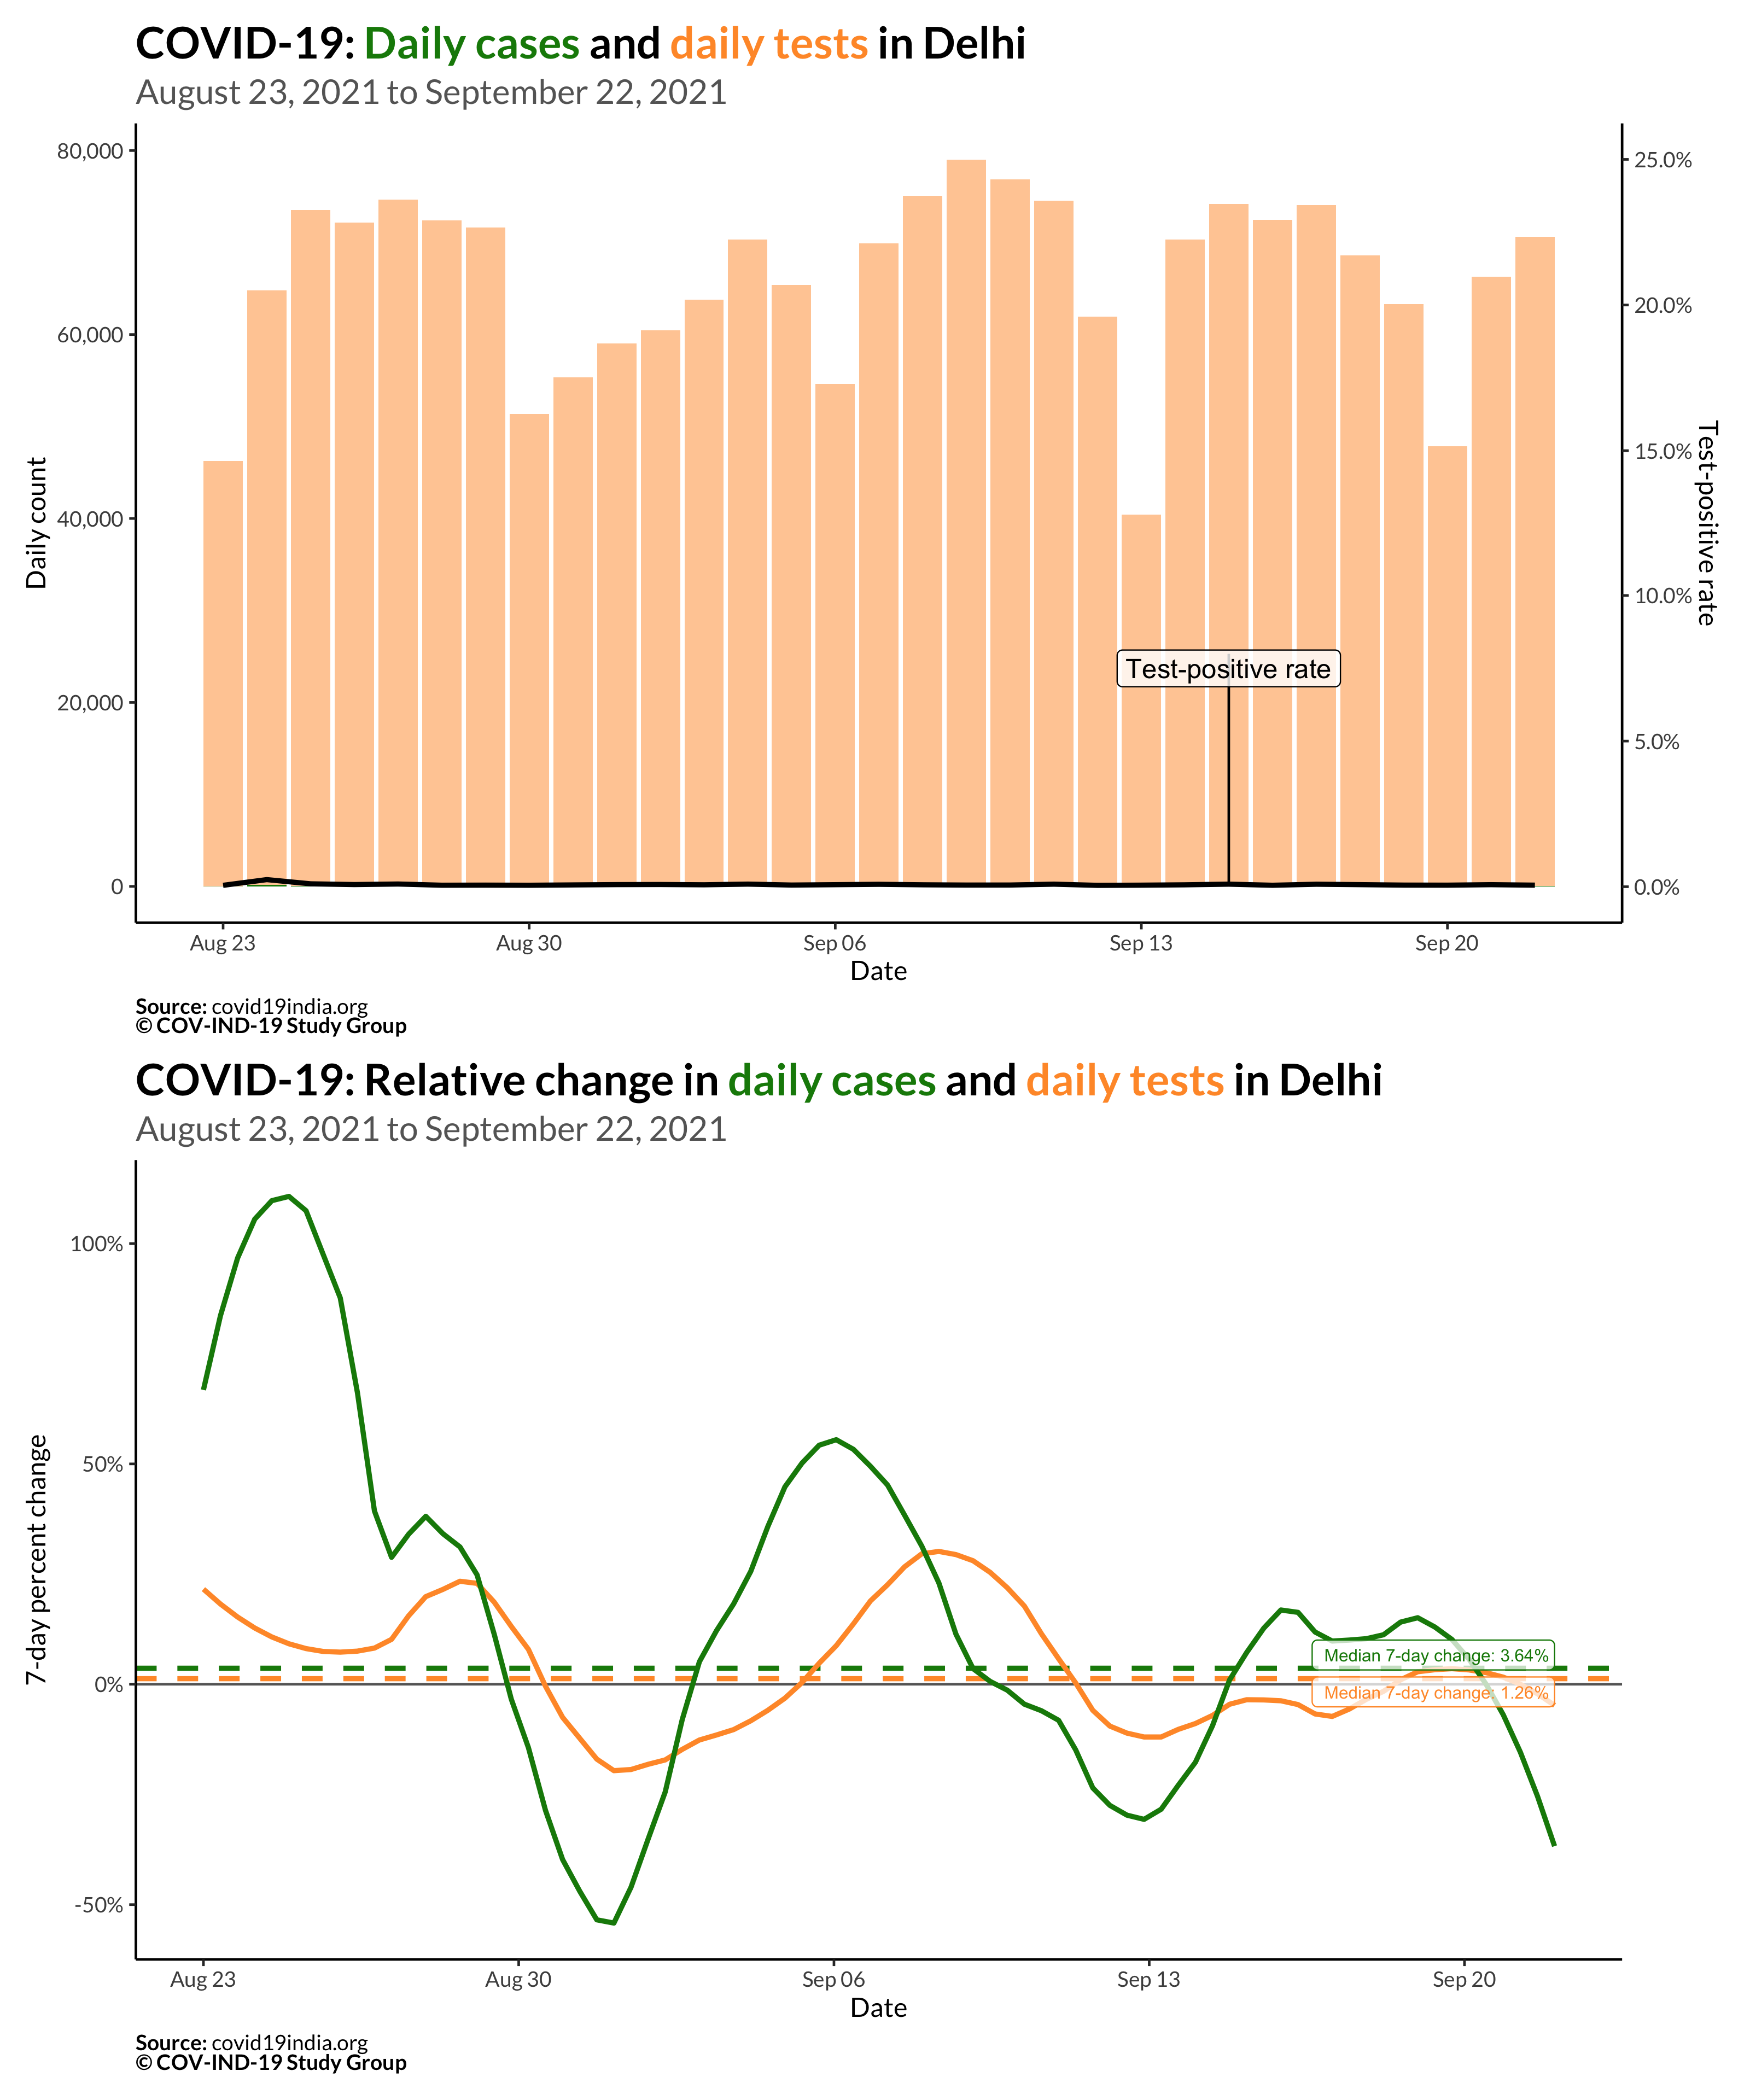 COVID-19: Daily cases and daily tests in Delhi
August 23, 2021 to September 22, 2021
80,000
60,000
40,000
20,000
0
Daily count
25.0%
20.0%
15.0%
10.0%
5.0%
0.0%
Test-positive rate
Test-positive rate
Aug 23
Aug 30
Sep 06
Sep 13
Sep 20
Date
Source: covid19india.org
© COV-IND-19 Study Group
COVID-19: Relative change in daily cases and daily tests in Delhi
August 23, 2021 to September 22, 2021
100%
50%
0%
-50%
7-day percent change
Median 7-day change: 3.64%
Median 7-day change: 1.26%
Aug 23
Aug 30
Sep 06
Sep 13
Sep 20
Date
Source: covid19india.org
© COV-IND-19 Study Group